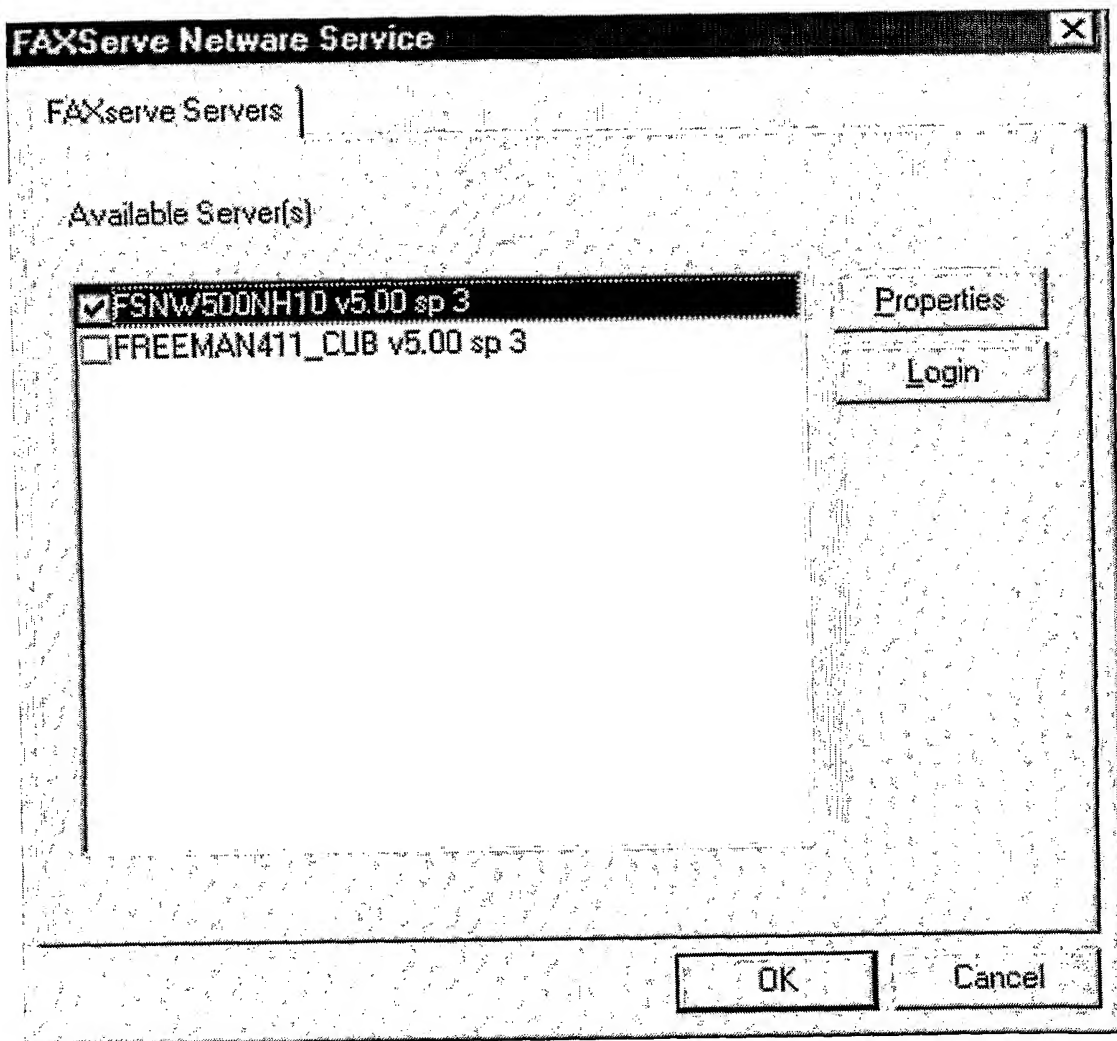 FAXServe Netware Service
FAXserve Servers
Available Server(s)
FSNW500NH10 v5.00 sp 3
FREEMAN411_CUB v5.00 sp 3
Properties
Login
OK
Cancel